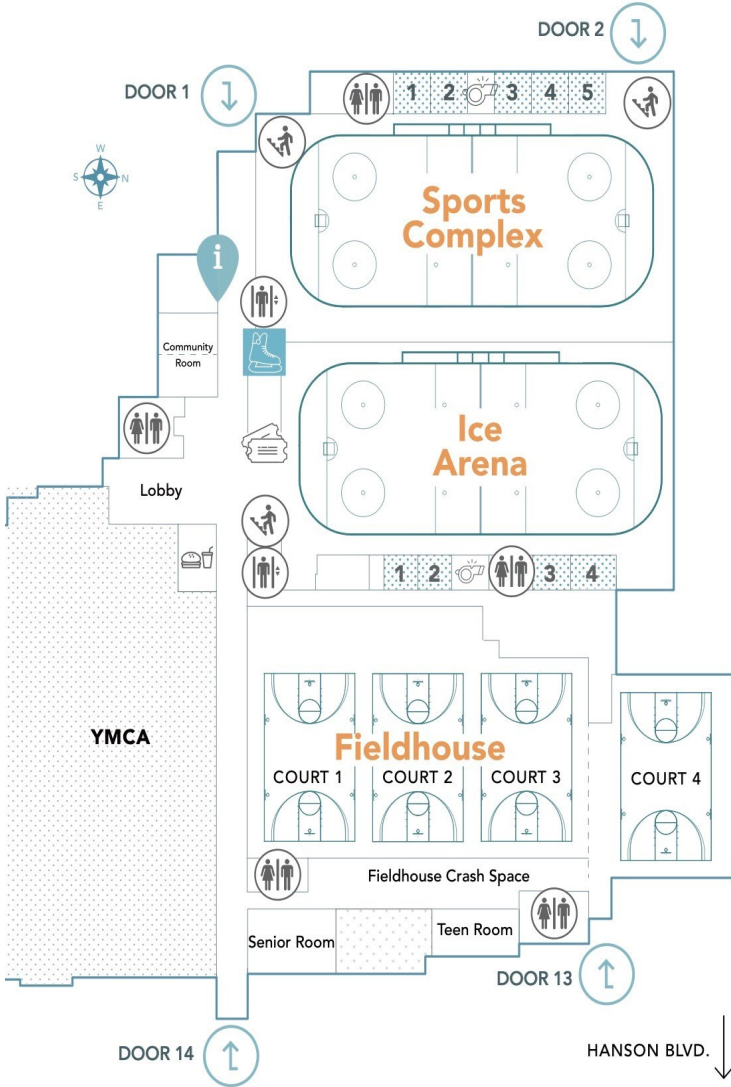 DOOR 2
DOOR 1
1 2 3 4 5
W
S N
E
Sports
Complex
i
Community
Room
Ice
Arena
Lobby
1 2 3 4
YMCA
Fieldhouse
COURT 1 COURT 2 COURT 3 COURT 4
Fieldhouse Crash Space
Senior Room
Teen Room
DOOR 13
DOOR 14
HANSON BLVD.